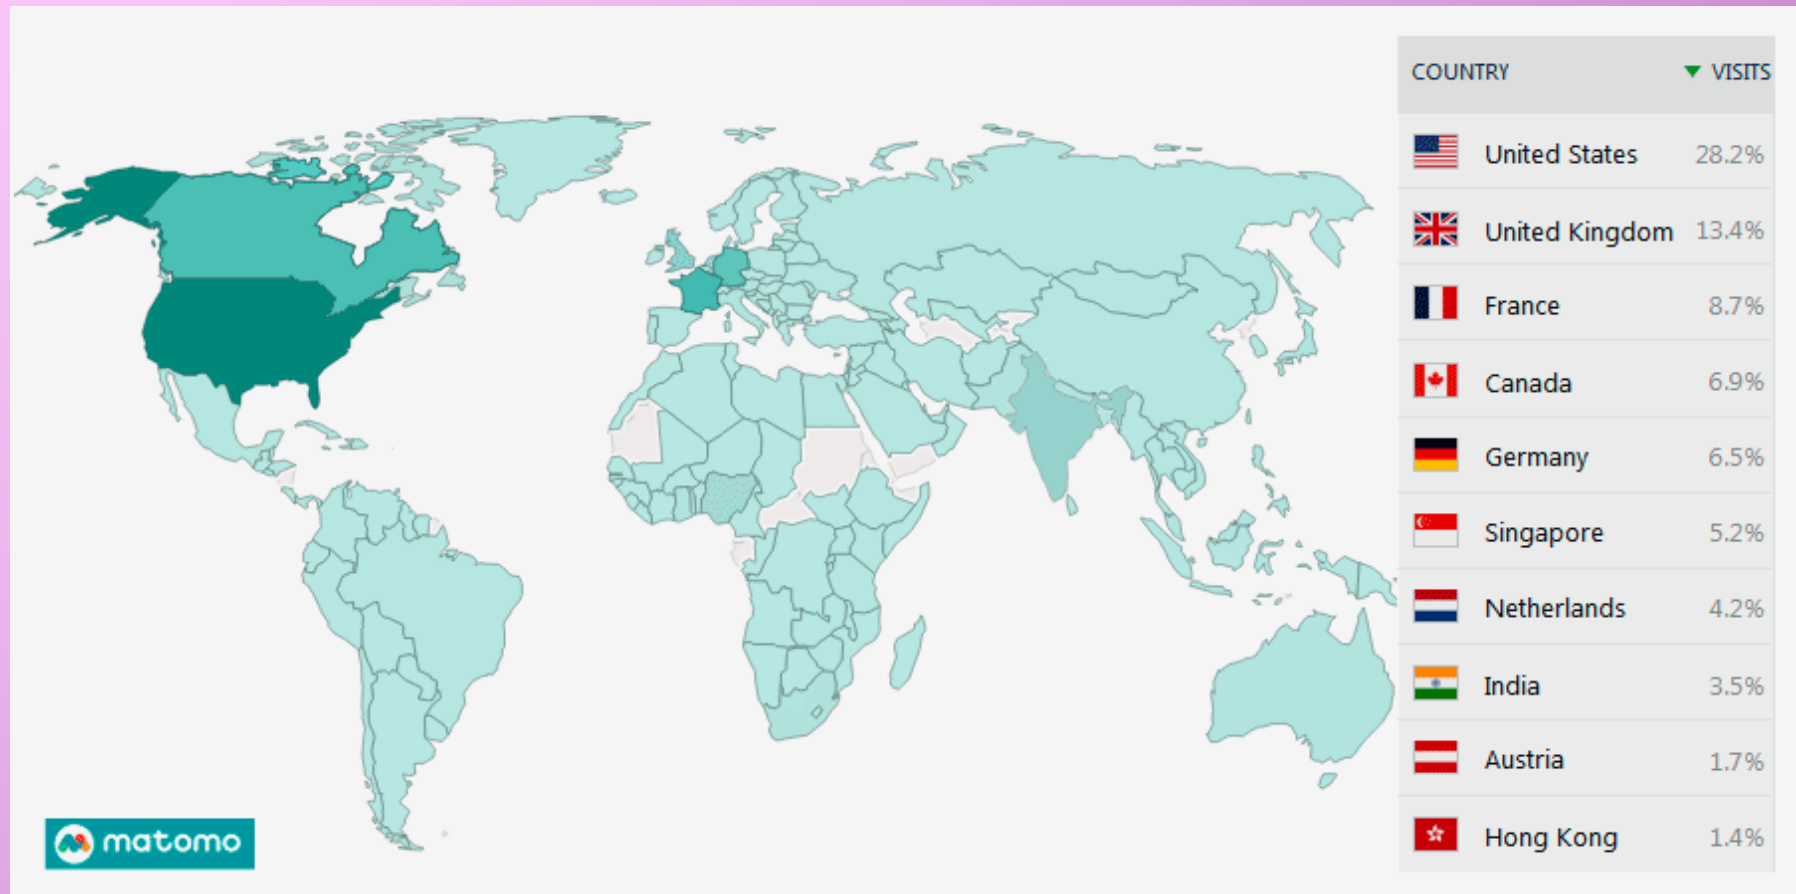 COUNTRY ▼ VISITS
United States 28.2%
United Kingdom 13.4%
France 8.7%
Canada 6.9%
Germany 6.5%
Singapore 5.2%
Netherlands 4.2%
India 3.5%
Austria 1.7%
Hong Kong 1.4%
matomo